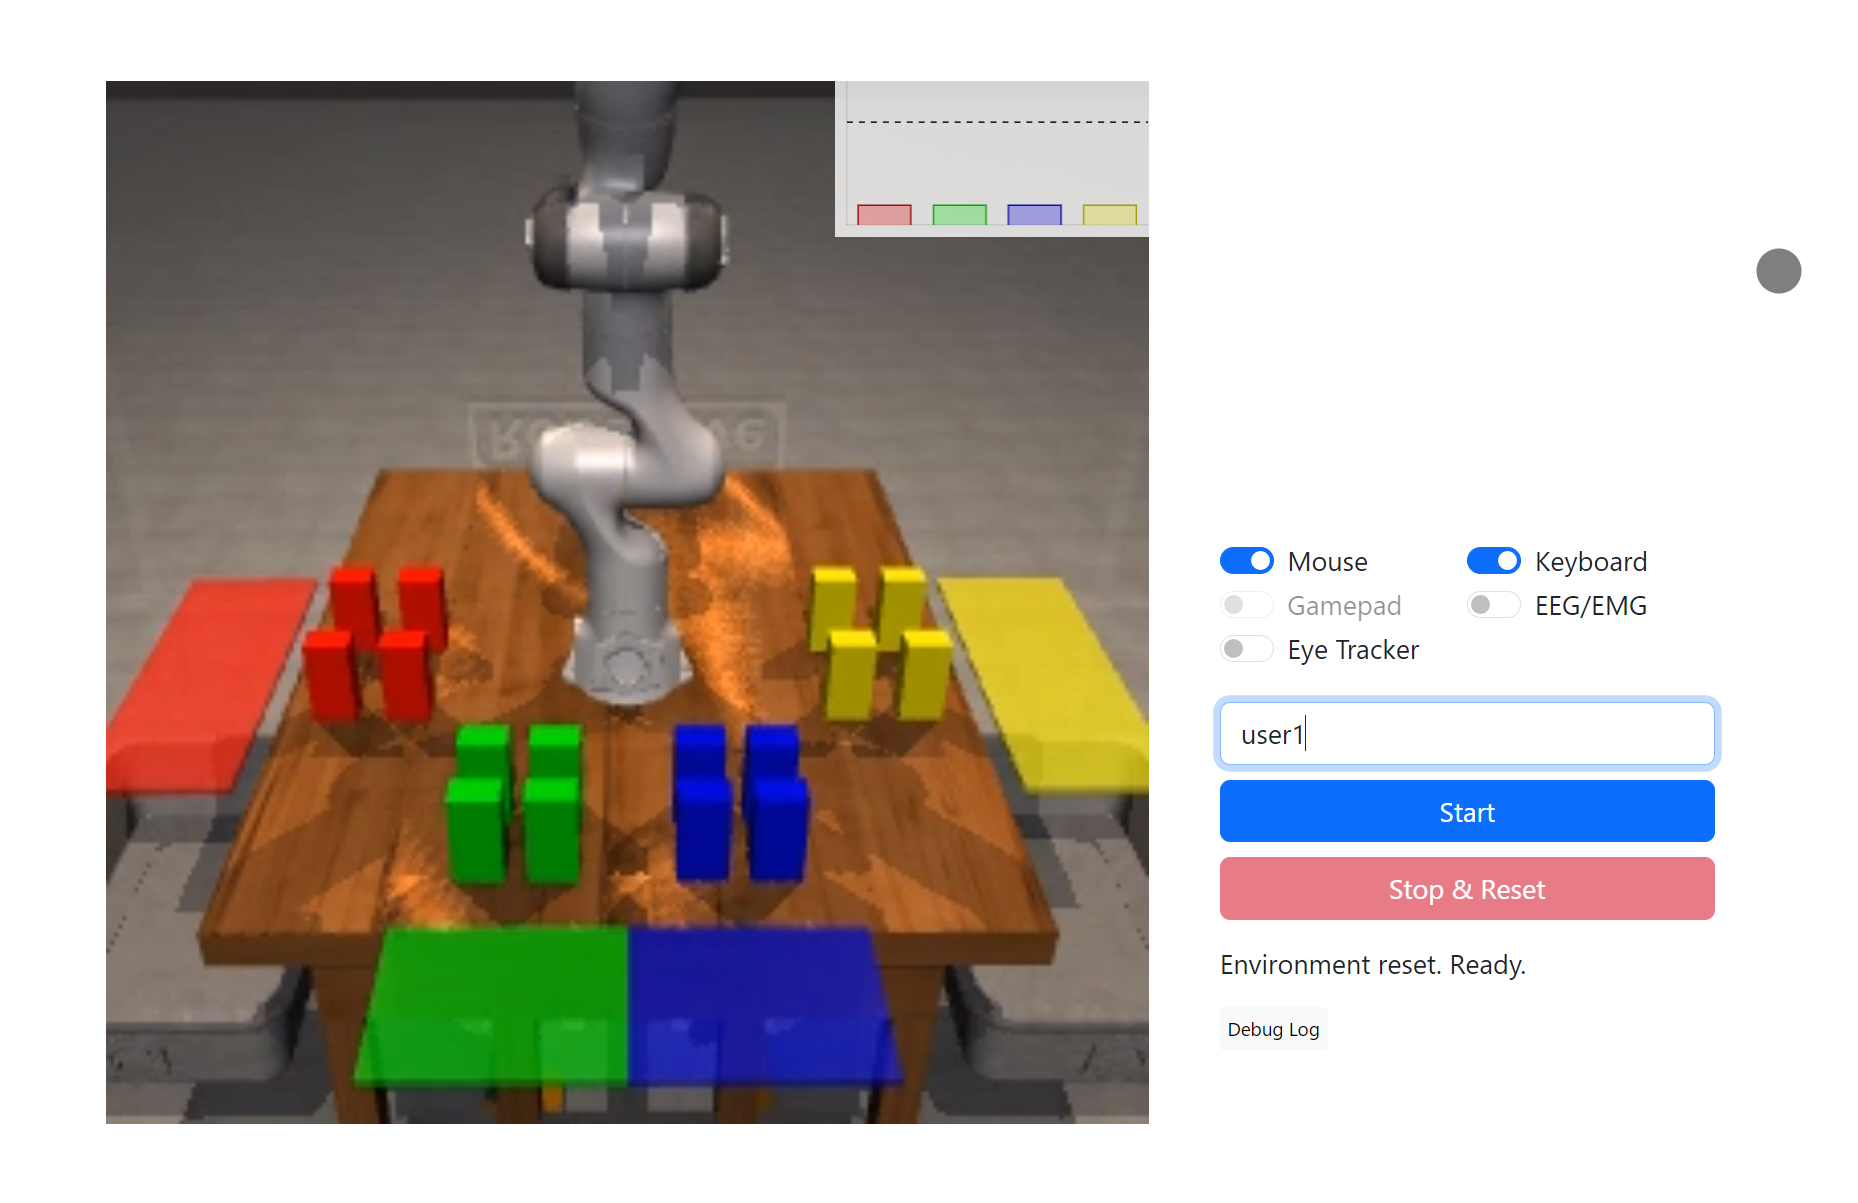 Mouse
Keyboard
Gamepad
EEG/EMG
Eye Tracker
user1
Start
Stop & Reset
Environment reset. Ready.
Debug Log